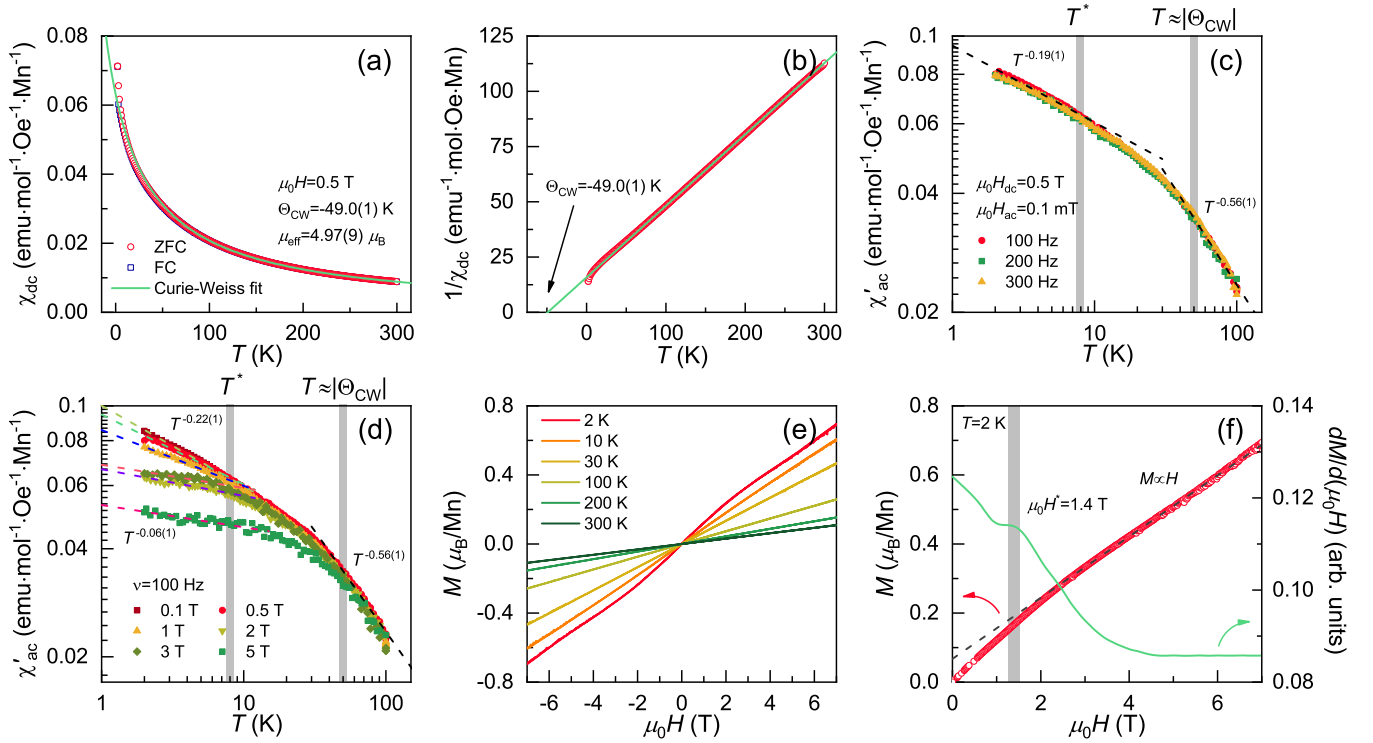 (a)
χdc (emu·mol⁻¹·Oe⁻¹·Mn⁻¹)
0.08
0.06
0.04
0.02
0.00
μ₀H=0.5 T
Θ_CW=-49.0(1) K
μ_eff=4.97(9) μ_B
ZFC
FC
Curie-Weiss fit
0 100 200 300
T (K)
(b)
1/χdc (emu⁻¹·mol·Oe·Mn)
125
100
75
50
25
0
Θ_CW=-49.0(1) K
0 100 200 300
T (K)
T* T≈|Θ_CW|
(c)
χ′ac (emu·mol⁻¹·Oe⁻¹·Mn⁻¹)
0.1
0.08
0.06
0.04
0.02
T^-0.19(1)
μ₀H_dc=0.5 T
μ₀H_ac=0.1 mT
T^-0.56(1)
100 Hz
200 Hz
300 Hz
1 10 100
T (K)
T* T≈|Θ_CW|
(d)
χ′ac (emu·mol⁻¹·Oe⁻¹·Mn⁻¹)
0.1
0.08
0.06
0.04
0.02
T^-0.22(1)
T^-0.06(1)
T^-0.56(1)
ν=100 Hz
0.1 T 0.5 T
1 T 2 T
3 T 5 T
1 10 100
T (K)
(e)
M (μ_B/Mn)
0.8
0.4
0.0
-0.4
-0.8
2 K
10 K
30 K
100 K
200 K
300 K
-6 -4 -2 0 2 4 6
μ₀H (T)
(f)
M (μ_B/Mn)
0.8
0.6
0.4
0.2
0.0
T=2 K
M∝H
μ₀H*=1.4 T
0 2 4 6
μ₀H (T)
0.14
0.12
0.10
0.08
dM/d(μ₀H) (arb. units)